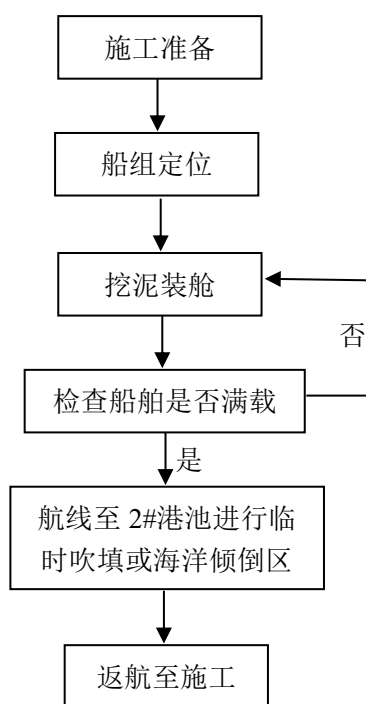 施工准备
船组定位
挖泥装舱
否
检查船舶是否满载
是
航线至 2#港池进行临
时吹填或海洋倾倒区
返航至施工